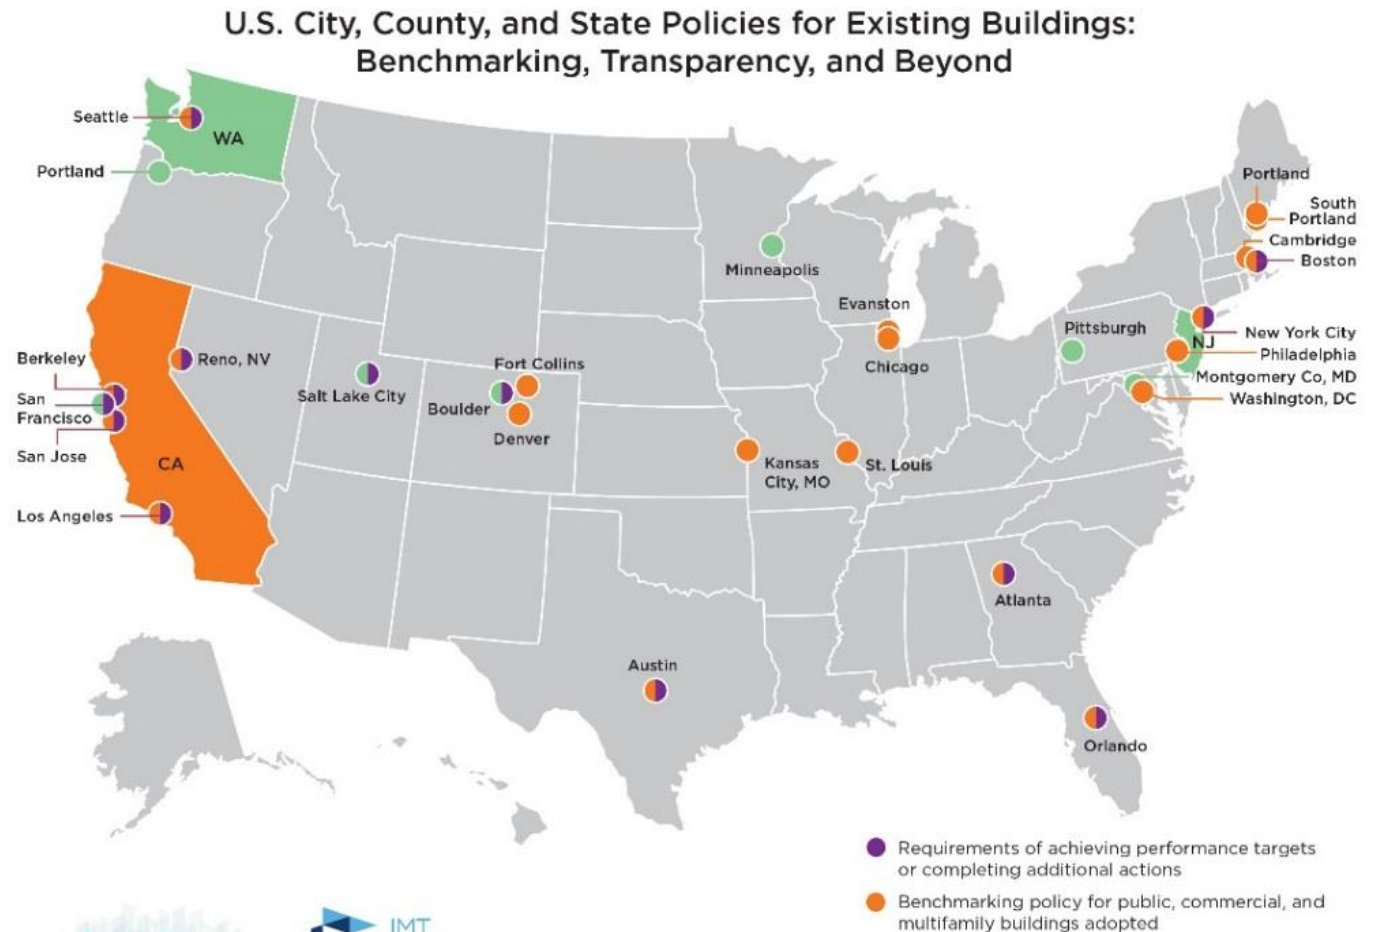 U.S. City, County, and State Policies for Existing Buildings:
Benchmarking, Transparency, and Beyond
Seattle
WA
Portland
Portland
South
Portland
Cambridge
Boston
Minneapolis
Evanston
Chicago
Pittsburgh
NJ
New York City
Philadelphia
Montgomery Co, MD
Washington, DC
Berkeley
San
Francisco
San Jose
Reno, NV
Salt Lake City
Fort Collins
Boulder
Denver
CA
Los Angeles
Kansas
City, MO
St. Louis
Atlanta
Austin
Orlando
Requirements of achieving performance targets
or completing additional actions
Benchmarking policy for public, commercial, and
multifamily buildings adopted
IMT